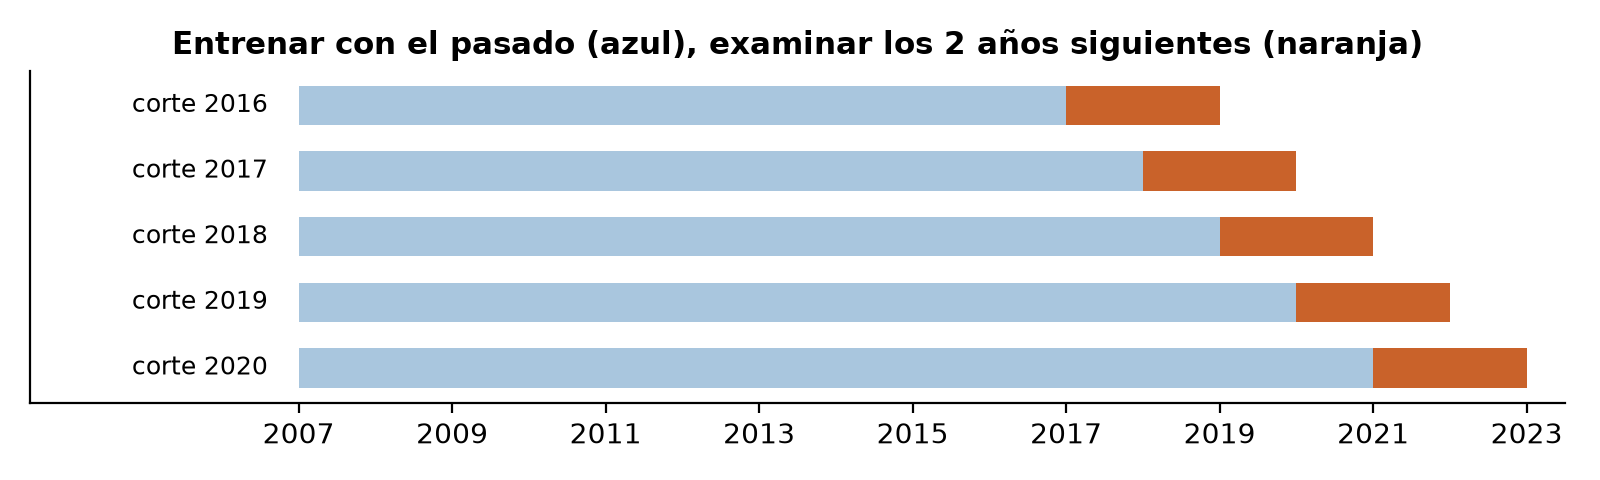 Entrenar con el pasado (azul), examinar los 2 años siguientes (naranja)
corte 2016
corte 2017
corte 2018
corte 2019
corte 2020
2007 2009 2011 2013 2015 2017 2019 2021 2023